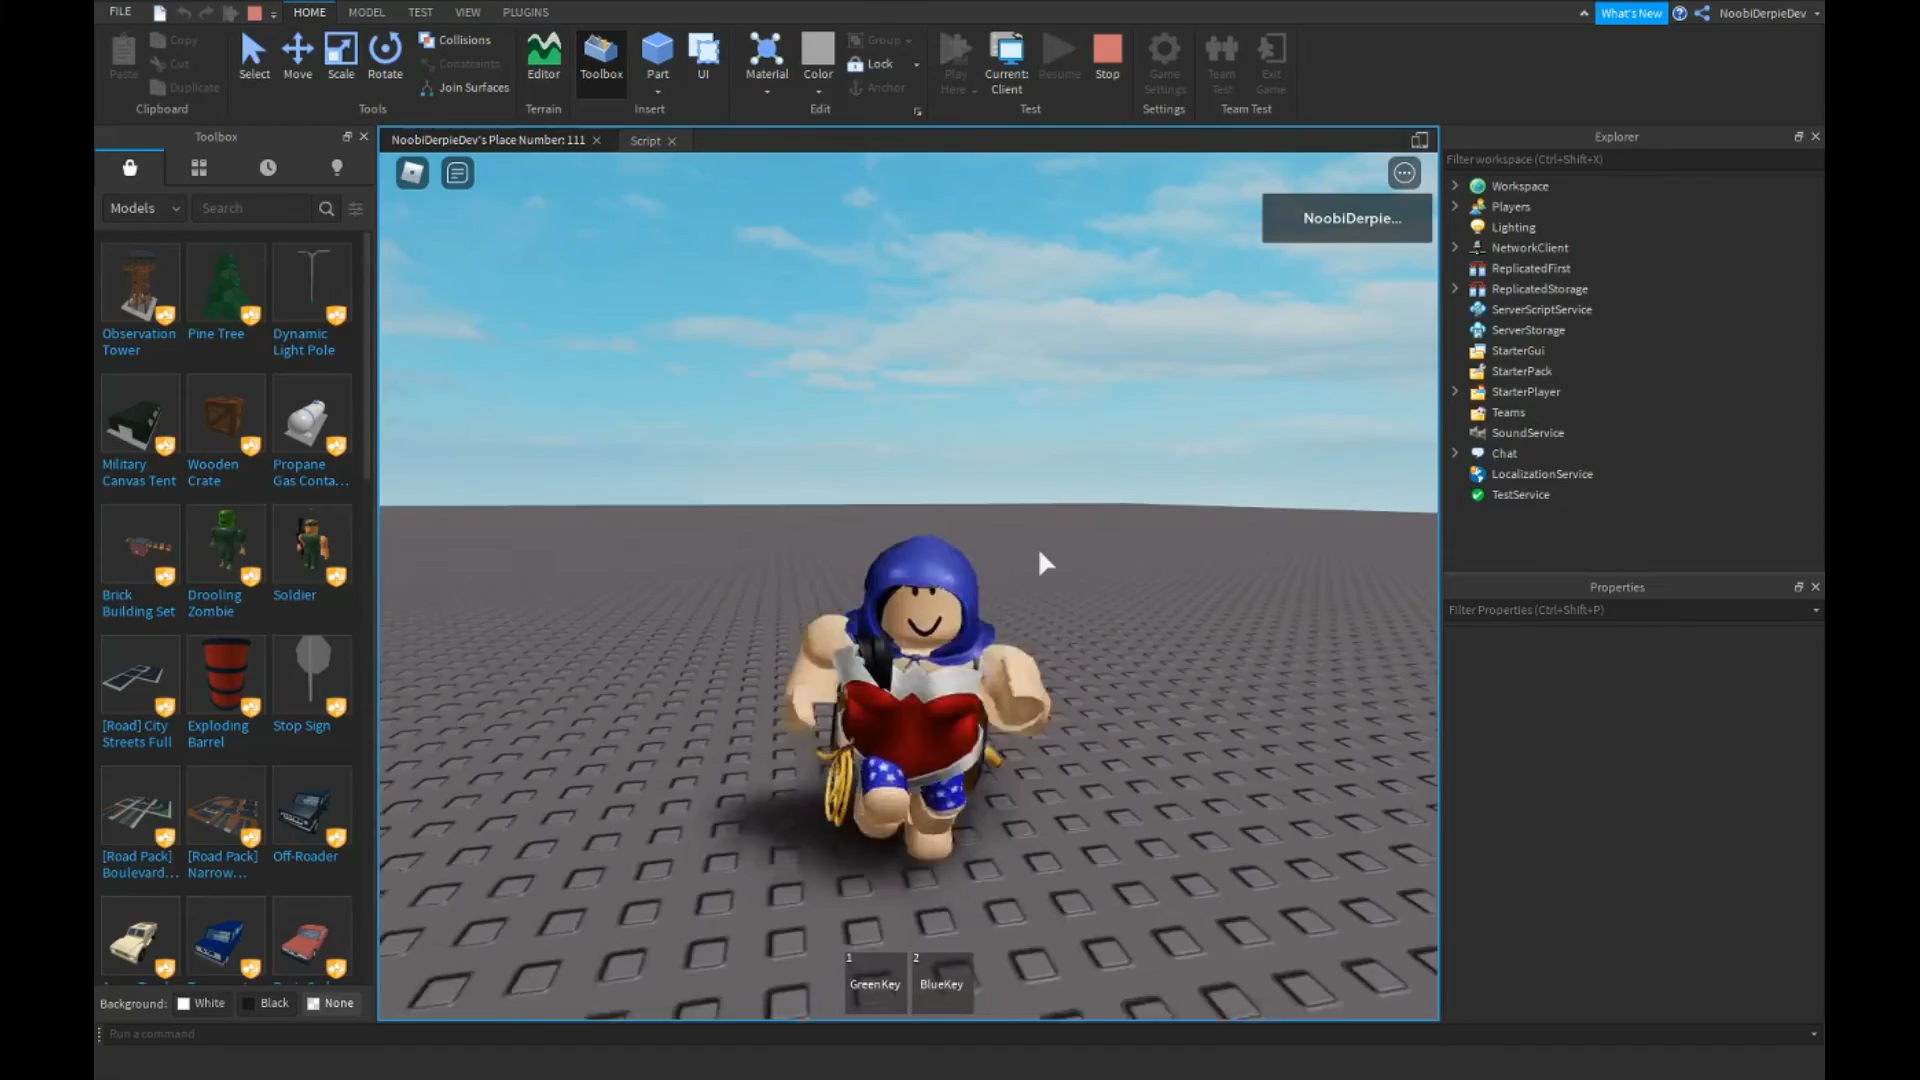 FILE
HOME
MODEL
TEST
VIEW
PLUGINS
What's New
NoobiDerpieDev
Paste
Copy
Cut
Duplicate
Clipboard
Select
Move
Scale
Rotate
Collisions
Constraints
Join Surfaces
Tools
Editor
Terrain
Toolbox
Part
UI
Insert
Material
Color
Group
Lock
Anchor
Edit
Play
Here
Current:
Client
Resume
Stop
Test
Game
Settings
Settings
Team
Test
Exit
Game
Team Test
Toolbox
Models
Search
Observation
Tower
Pine Tree
Dynamic
Light Pole
Military
Canvas Tent
Wooden
Crate
Propane
Gas Conta...
Brick
Building Set
Drooling
Zombie
Soldier
[Road] City
Streets Full
Exploding
Barrel
Stop Sign
[Road Pack]
Boulevard...
[Road Pack]
Narrow...
Off-Roader
Background:
White
Black
None
Run a command
NoobiDerpieDev's Place Number: 111
Script
NoobiDerpie...
1
GreenKey
2
BlueKey
Explorer
Filter workspace (Ctrl+Shift+X)
Workspace
Players
Lighting
NetworkClient
ReplicatedFirst
ReplicatedStorage
ServerScriptService
ServerStorage
StarterGui
StarterPack
StarterPlayer
Teams
SoundService
Chat
LocalizationService
TestService
Properties
Filter Properties (Ctrl+Shift+P)